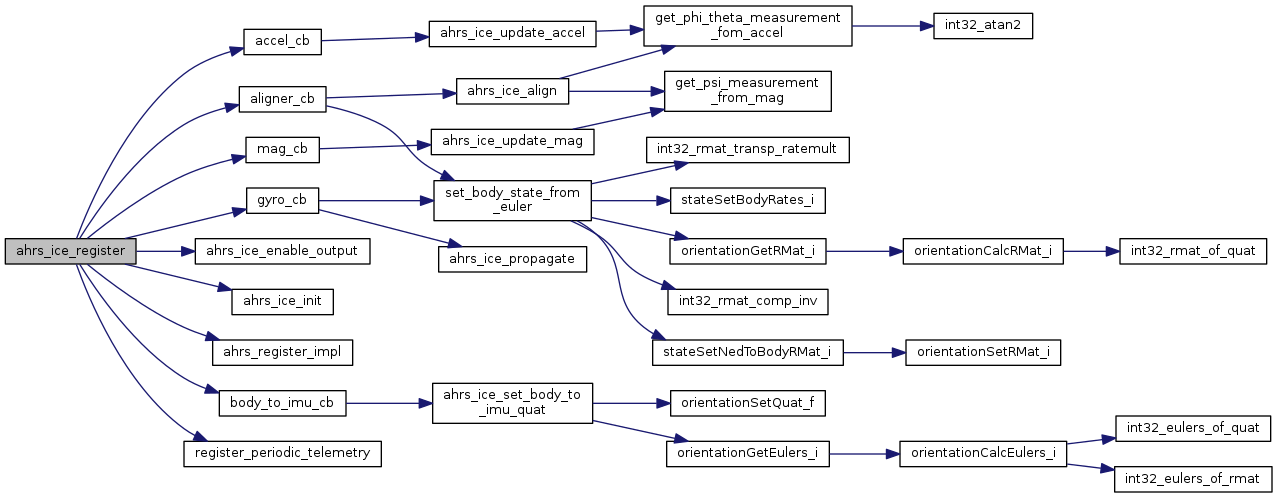 ahrs_ice_register
accel_cb
aligner_cb
mag_cb
gyro_cb
ahrs_ice_enable_output
ahrs_ice_init
ahrs_register_impl
body_to_imu_cb
register_periodic_telemetry
ahrs_ice_update_accel
ahrs_ice_align
ahrs_ice_update_mag
set_body_state_from
_euler
ahrs_ice_propagate
ahrs_ice_set_body_to
_imu_quat
get_phi_theta_measurement
_fom_accel
get_psi_measurement
_from_mag
int32_rmat_transp_ratemult
stateSetBodyRates_i
orientationGetRMat_i
int32_rmat_comp_inv
stateSetNedToBodyRMat_i
orientationSetQuat_f
orientationGetEulers_i
int32_atan2
orientationCalcRMat_i
orientationSetRMat_i
orientationCalcEulers_i
int32_rmat_of_quat
int32_eulers_of_quat
int32_eulers_of_rmat